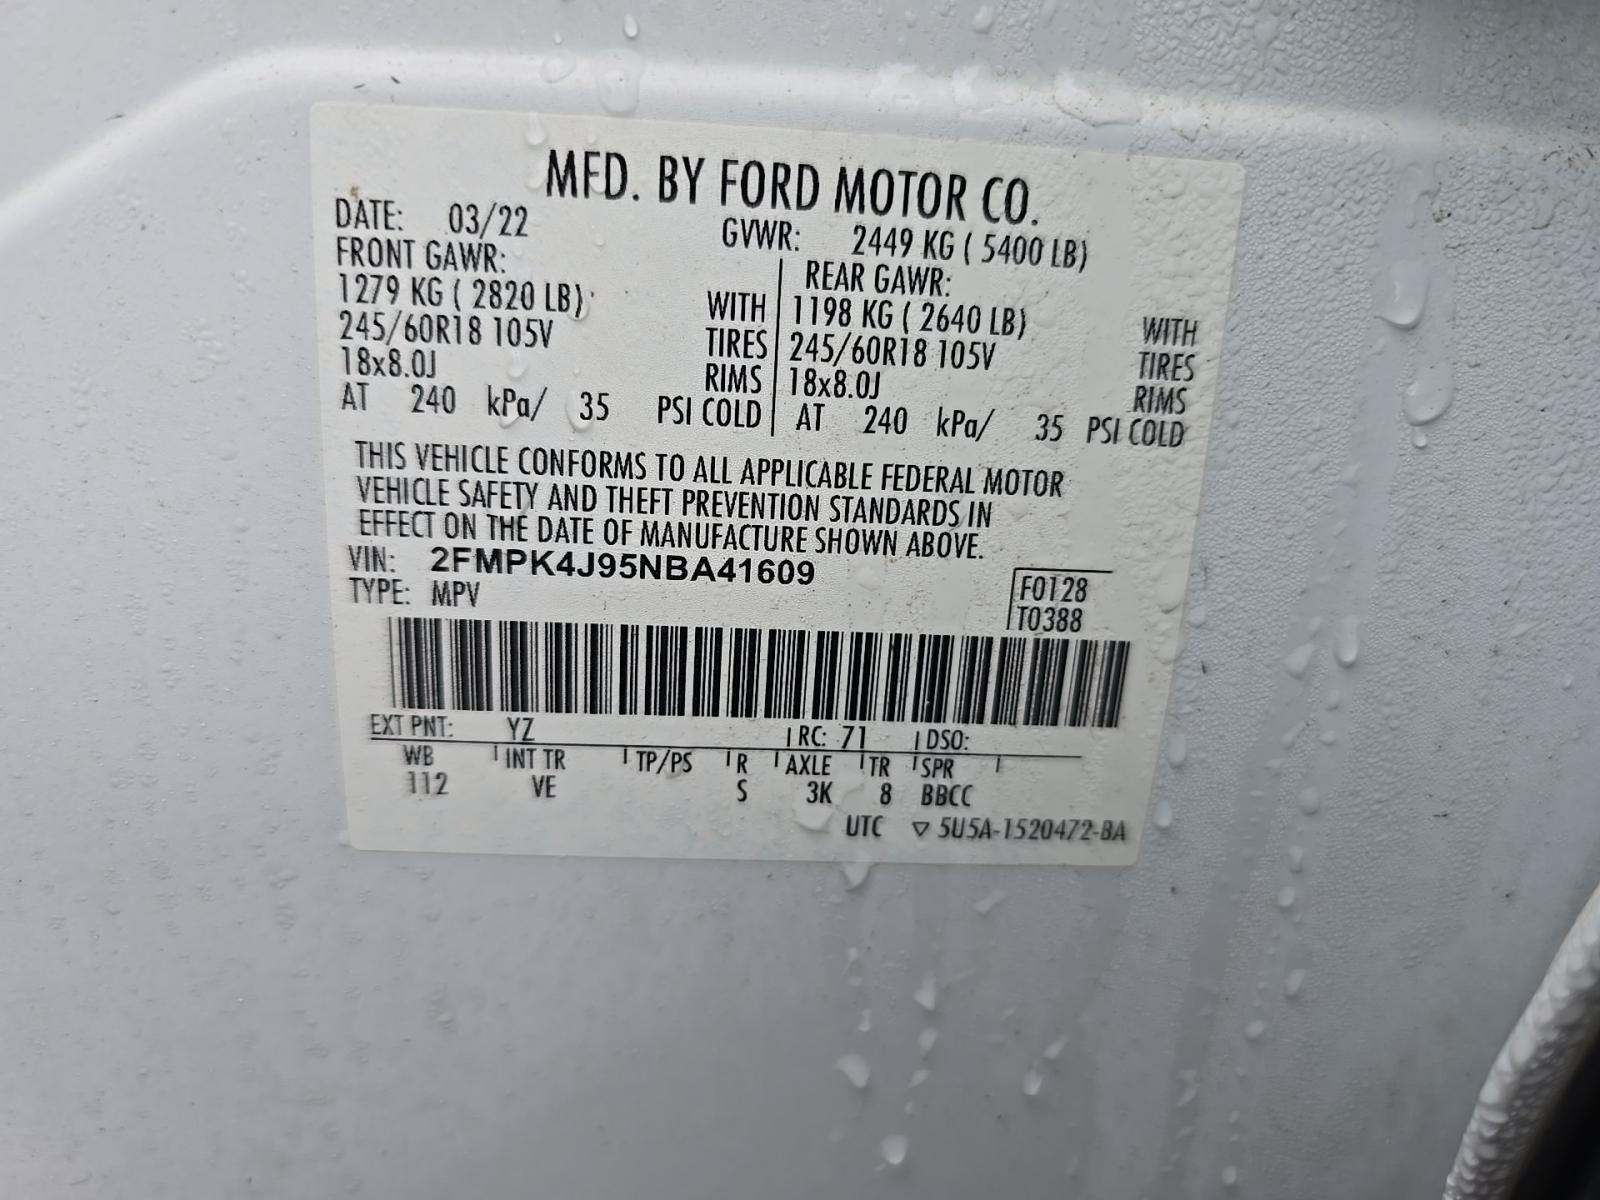 MFD. BY FORD MOTOR CO.
DATE: 03/22 GVWR: 2449 KG ( 5400 LB)
FRONT GAWR: REAR GAWR:
1279 KG ( 2820 LB) WITH 1198 KG ( 2640 LB) WITH
245/60R18 105V TIRES 245/60R18 105V TIRES
18x8.0J RIMS 18x8.0J RIMS
AT 240 kPa/ 35 PSI COLD AT 240 kPa/ 35 PSI COLD
THIS VEHICLE CONFORMS TO ALL APPLICABLE FEDERAL MOTOR
VEHICLE SAFETY AND THEFT PREVENTION STANDARDS IN
EFFECT ON THE DATE OF MANUFACTURE SHOWN ABOVE.
VIN: 2FMPK4J95NBA41609
TYPE: MPV F0128
T0388
EXT PNT: YZ RC: 71 DSO:
WB INT TR TP/PS R AXLE TR SPR
112 VE S 3K 8 BBCC
UTC ▽ 5U5A-1520472-BA